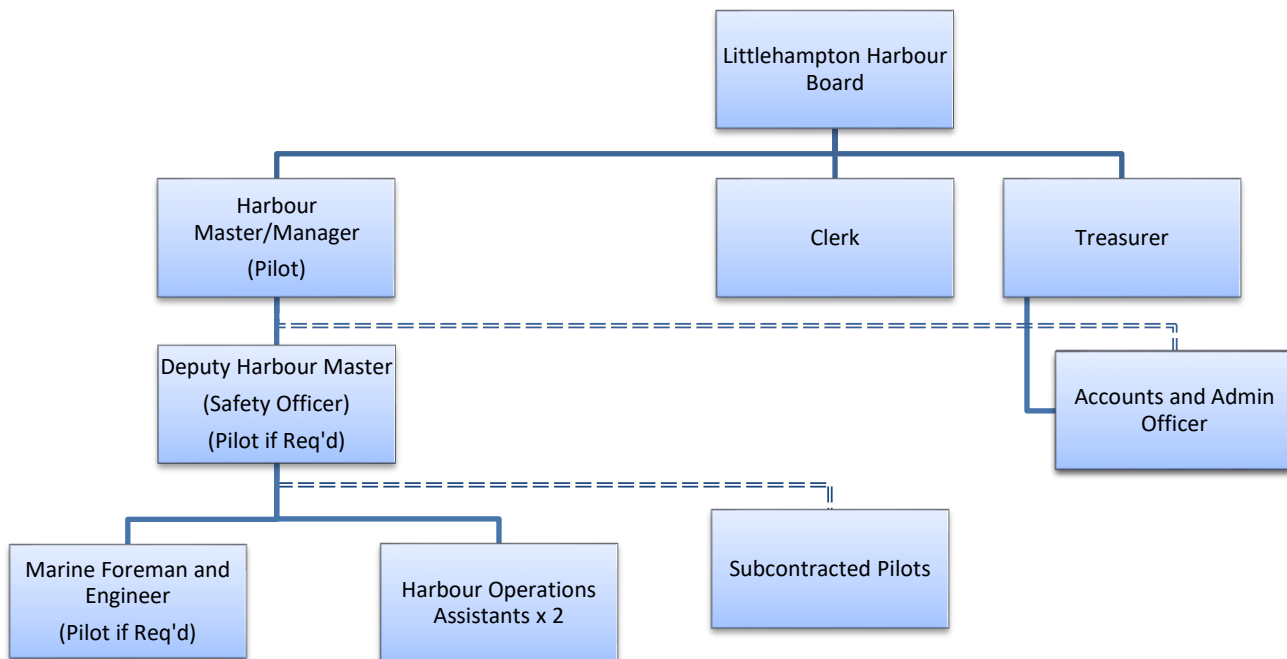 Littlehampton Harbour
Board
Harbour
Master/Manager
(Pilot)
Clerk
Treasurer
Deputy Harbour Master
(Safety Officer)
(Pilot if Req'd)
Accounts and Admin
Officer
Marine Foreman and
Engineer
(Pilot if Req'd)
Harbour Operations
Assistants x 2
Subcontracted Pilots